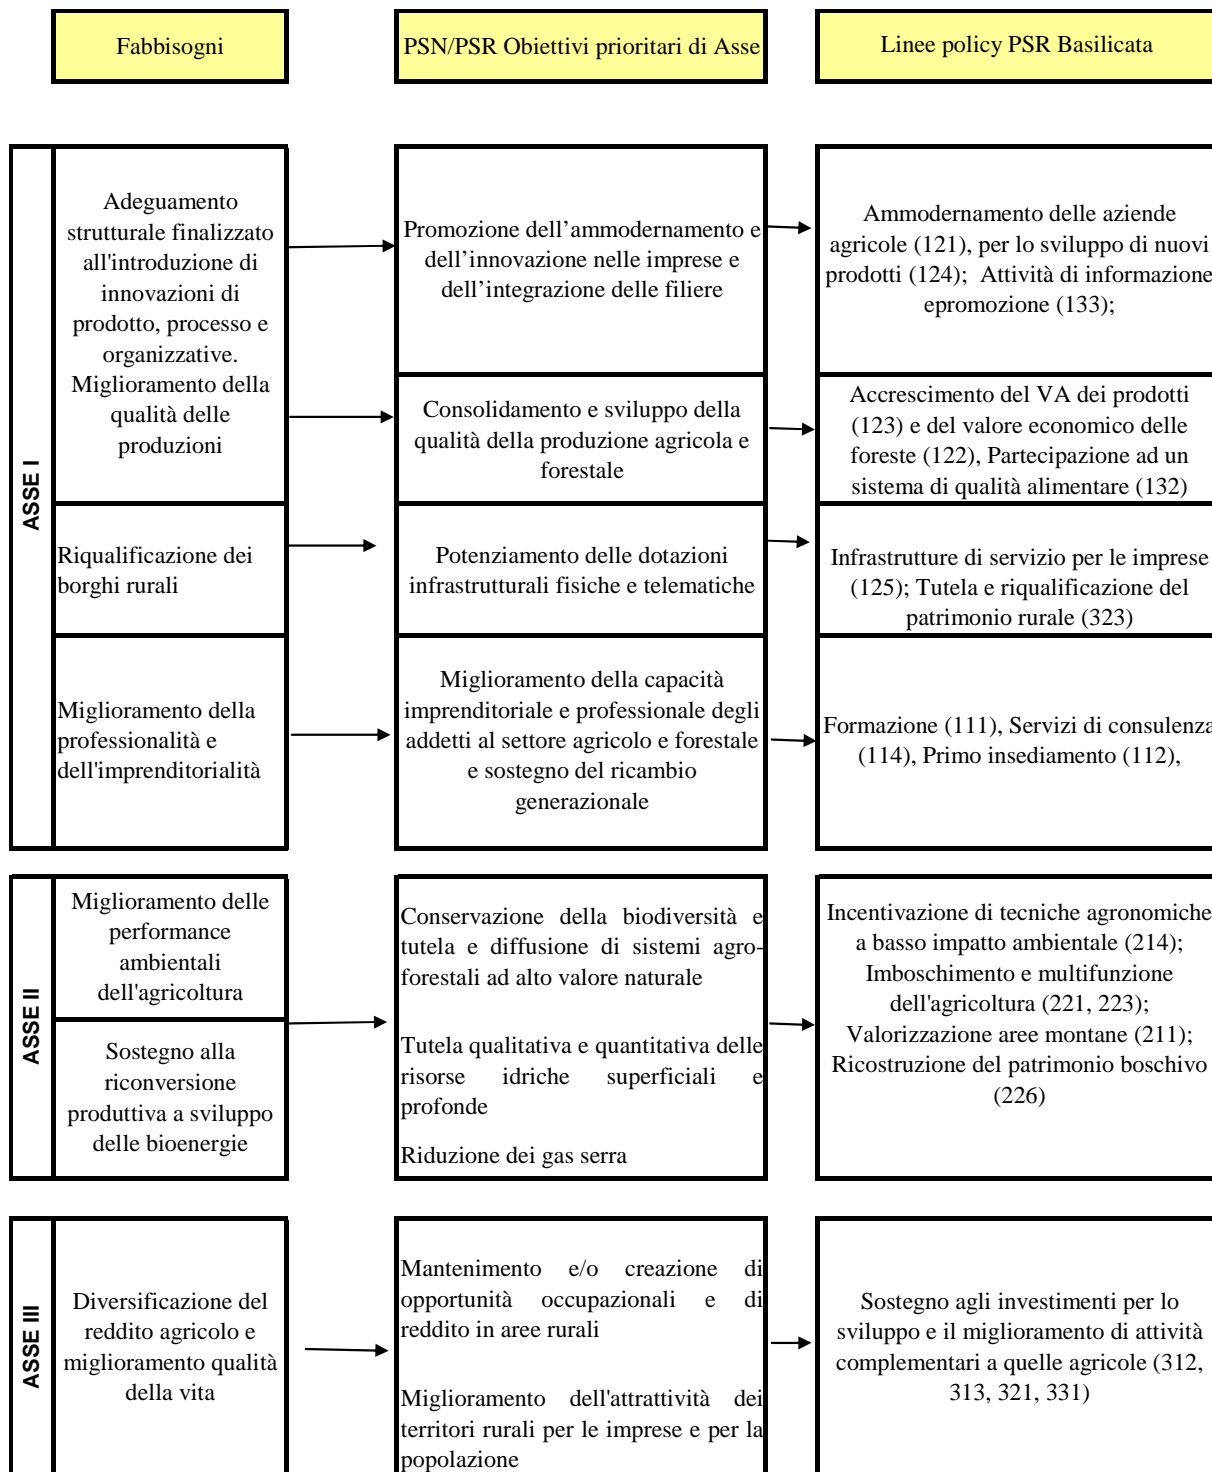 Fabbisogni
PSN/PSR Obiettivi prioritari di Asse
Linee policy PSR Basilicata
ASSE I
Adeguamento
strutturale finalizzato
all'introduzione di
innovazioni di
prodotto, processo e
organizzative.
Miglioramento della
qualità delle
produzioni
Promozione dell’ammodernamento e
dell’innovazione nelle imprese e
dell’integrazione delle filiere
Ammodernamento delle aziende
agricole (121), per lo sviluppo di nuovi
prodotti (124); Attività di informazione
epromozione (133);
Consolidamento e sviluppo della
qualità della produzione agricola e
forestale
Accrescimento del VA dei prodotti
(123) e del valore economico delle
foreste (122), Partecipazione ad un
sistema di qualità alimentare (132)
Riqualificazione dei
borghi rurali
Potenziamento delle dotazioni
infrastrutturali fisiche e telematiche
Infrastrutture di servizio per le imprese
(125); Tutela e riqualificazione del
patrimonio rurale (323)
Miglioramento della
professionalità e
dell'imprenditorialità
Miglioramento della capacità
imprenditoriale e professionale degli
addetti al settore agricolo e forestale
e sostegno del ricambio
generazionale
Formazione (111), Servizi di consulenza
(114), Primo insediamento (112),
ASSE II
Miglioramento delle
performance
ambientali
dell'agricoltura
Sostegno alla
riconversione
produttiva a sviluppo
delle bioenergie
Conservazione della biodiversità e
tutela e diffusione di sistemi agro-
forestali ad alto valore naturale
Tutela qualitativa e quantitativa delle
risorse idriche superficiali e
profonde
Riduzione dei gas serra
Incentivazione di tecniche agronomiche
a basso impatto ambientale (214);
Imboschimento e multifunzione
dell'agricoltura (221, 223);
Valorizzazione aree montane (211);
Ricostruzione del patrimonio boschivo
(226)
ASSE III
Diversificazione del
reddito agricolo e
miglioramento qualità
della vita
Mantenimento e/o creazione di
opportunità occupazionali e di
reddito in aree rurali
Miglioramento dell'attrattività dei
territori rurali per le imprese e per la
popolazione
Sostegno agli investimenti per lo
sviluppo e il miglioramento di attività
complementari a quelle agricole (312,
313, 321, 331)